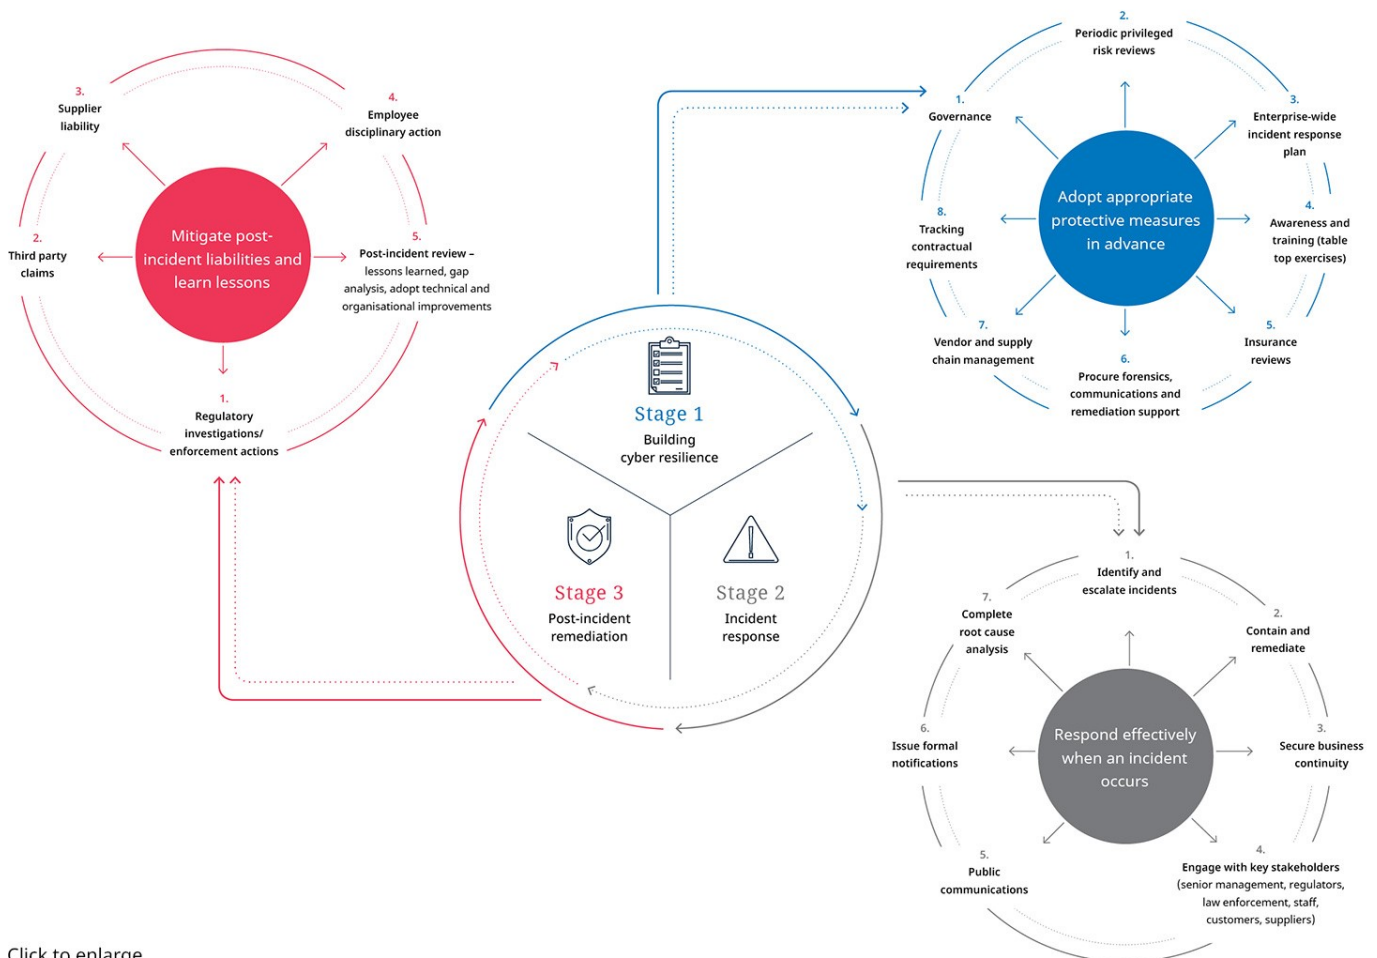 3.
Supplier
liability
4.
Employee
disciplinary action
2.
Third party
claims
Mitigate post-
incident liabilities and
learn lessons
5.
Post-incident review –
lessons learned, gap
analysis, adopt technical and
organisational improvements
1.
Regulatory
investigations/
enforcement actions
Stage 1
Building
cyber resilience
Stage 3
Post-incident
remediation
Stage 2
Incident
response
2.
Periodic privileged
risk reviews
1.
Governance
3.
Enterprise-wide
incident response
plan
Adopt appropriate
protective measures
in advance
8.
Tracking
contractual
requirements
4.
Awareness and
training (table
top exercises)
7.
Vendor and supply
chain management
5.
Insurance
reviews
6.
Procure forensics,
communications and
remediation support
1.
Identify and
escalate incidents
7.
Complete
root cause
analysis
2.
Contain and
remediate
6.
Issue formal
notifications
Respond effectively
when an incident
occurs
3.
Secure business
continuity
5.
Public
communications
4.
Engage with key stakeholders
(senior management, regulators,
law enforcement, staff,
customers, suppliers)
Click to enlarge